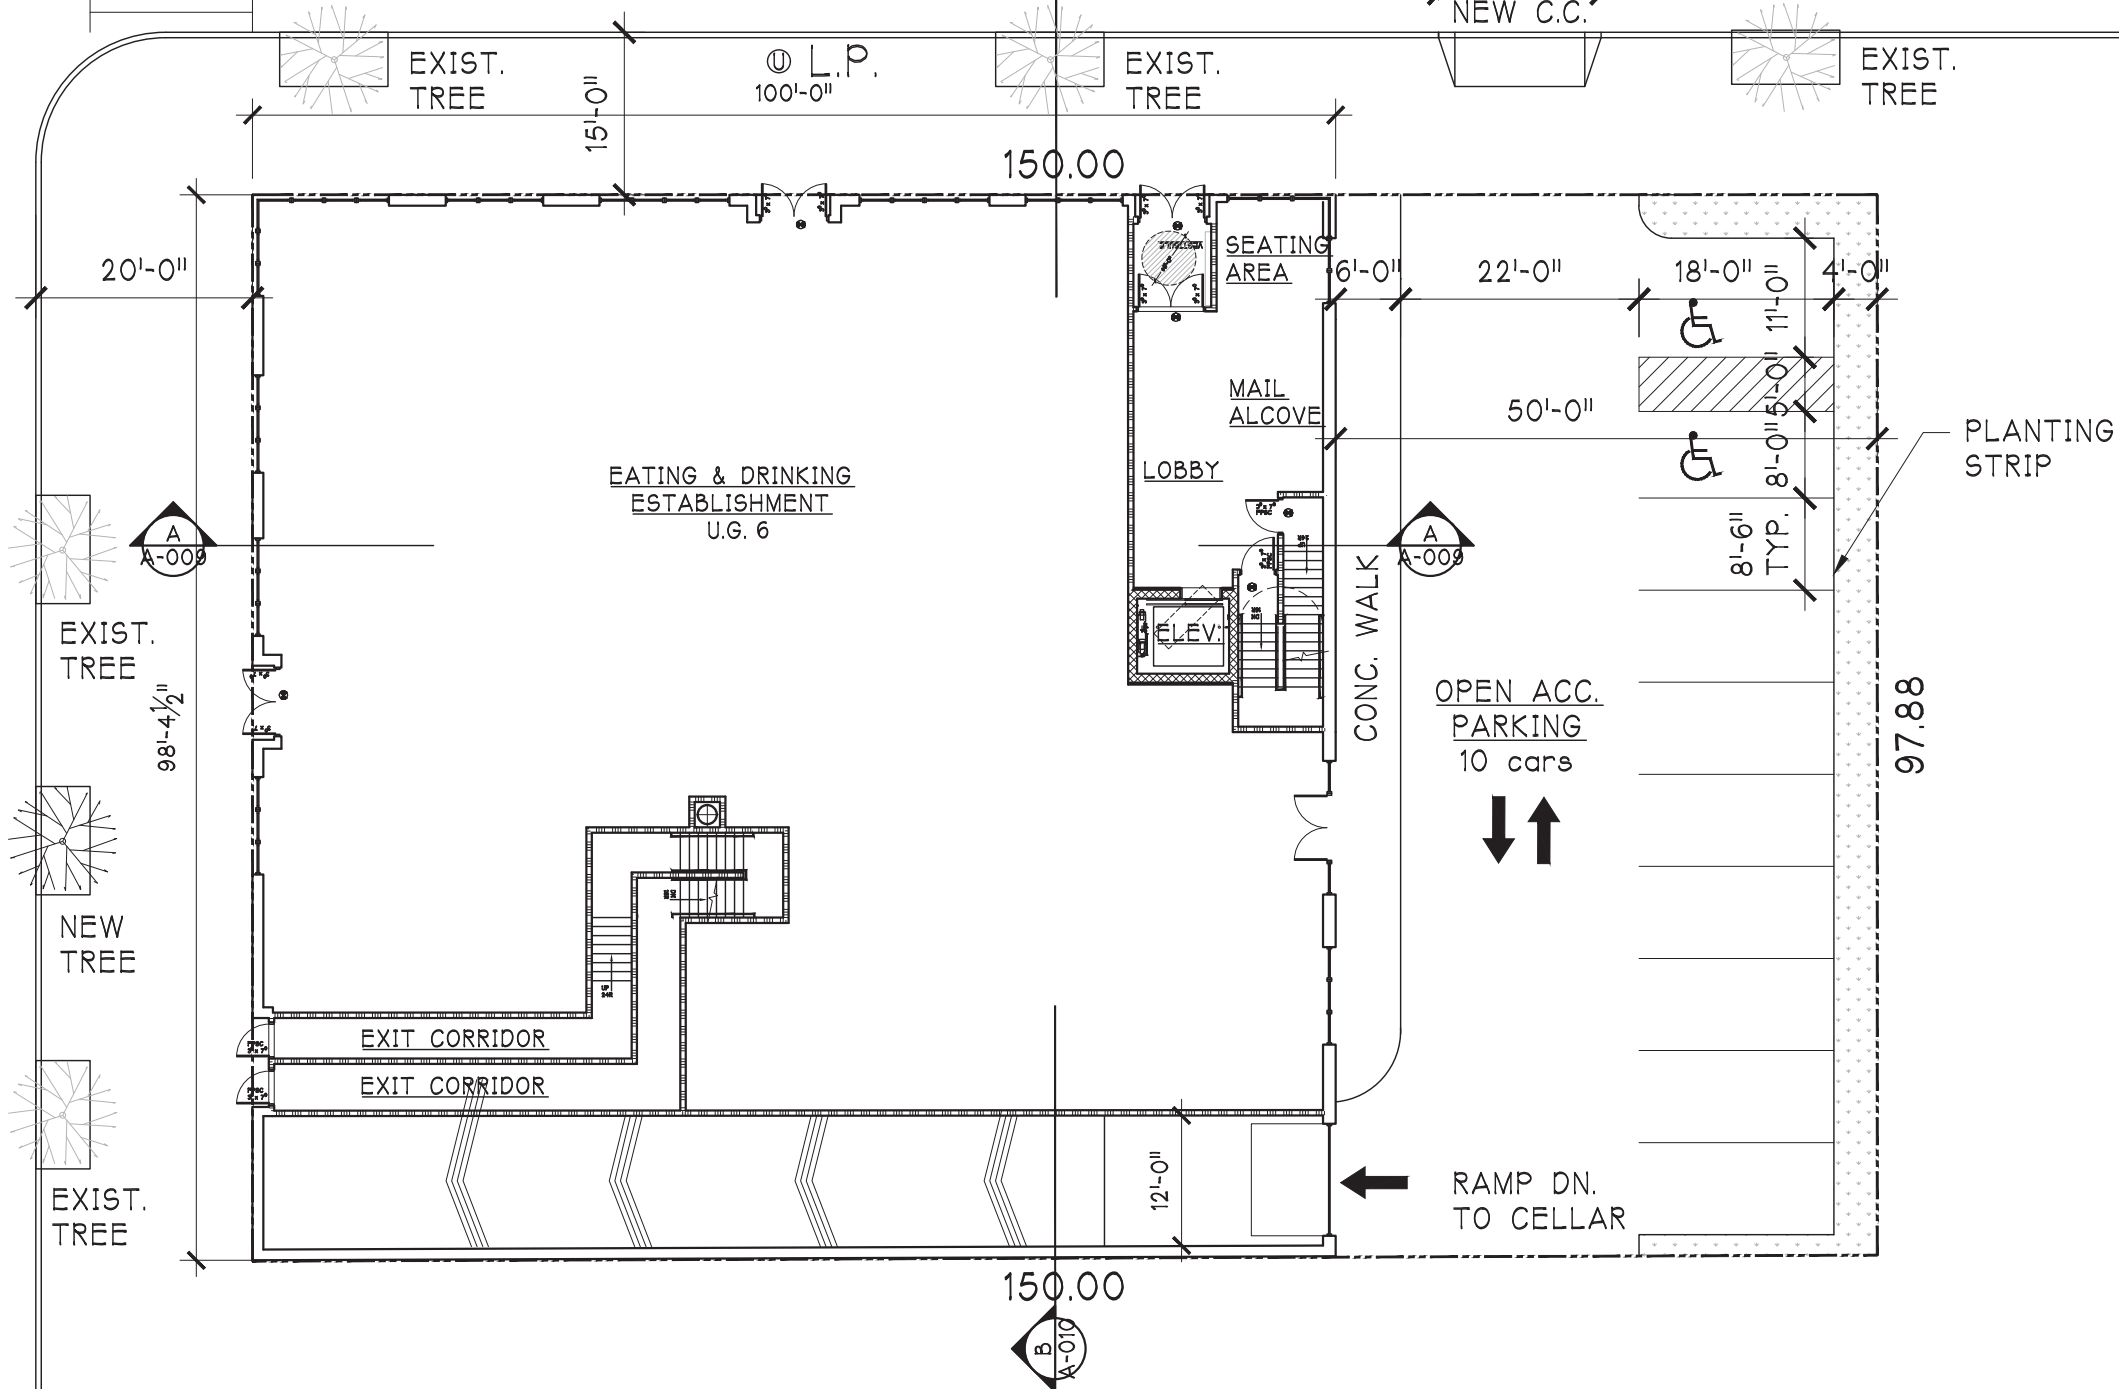 NEW C.C.
EXIST.
TREE
U L.P.
100'-0"
EXIST.
TREE
EXIST.
TREE
15'-0"
150.00
20'-0"
SEATING
AREA
6'-0"
22'-0"
18'-0"
4'-0"
11'-0"
MAIL
ALCOVE
50'-0"
5'-0"
8'-0"
PLANTING
STRIP
LOBBY
EATING & DRINKING
ESTABLISHMENT
U.G. 6
A
A-009
A
A-009
8'-6"
TYP.
CONC. WALK
ELEV.
EXIST.
TREE
98'-4½"
OPEN ACC.
PARKING
10 cars
97.88
NEW
TREE
UP
24R
EXIT CORRIDOR
EXIT CORRIDOR
12'-0"
RAMP DN.
TO CELLAR
EXIST.
TREE
150.00
B
A-010